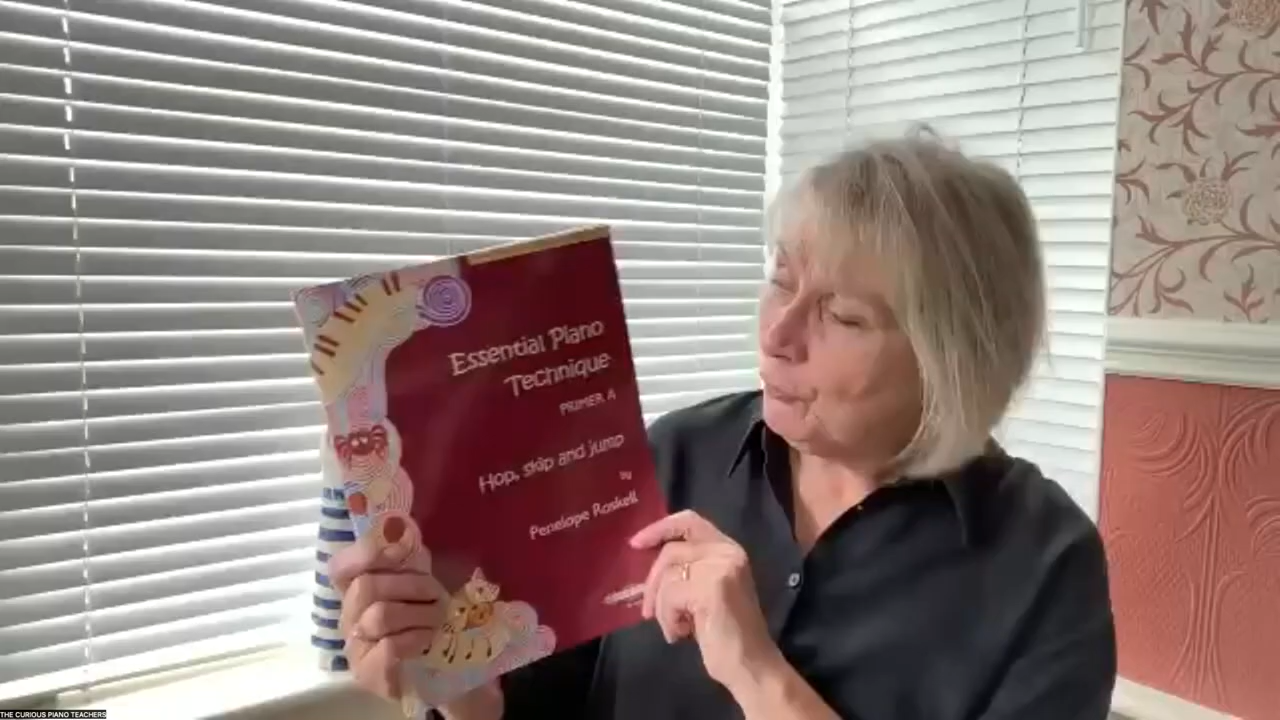 Essential Piano
Technique
PRIMER A
Hop, skip and jump
by
Penelope Roskell
THE CURIOUS PIANO TEACHERS